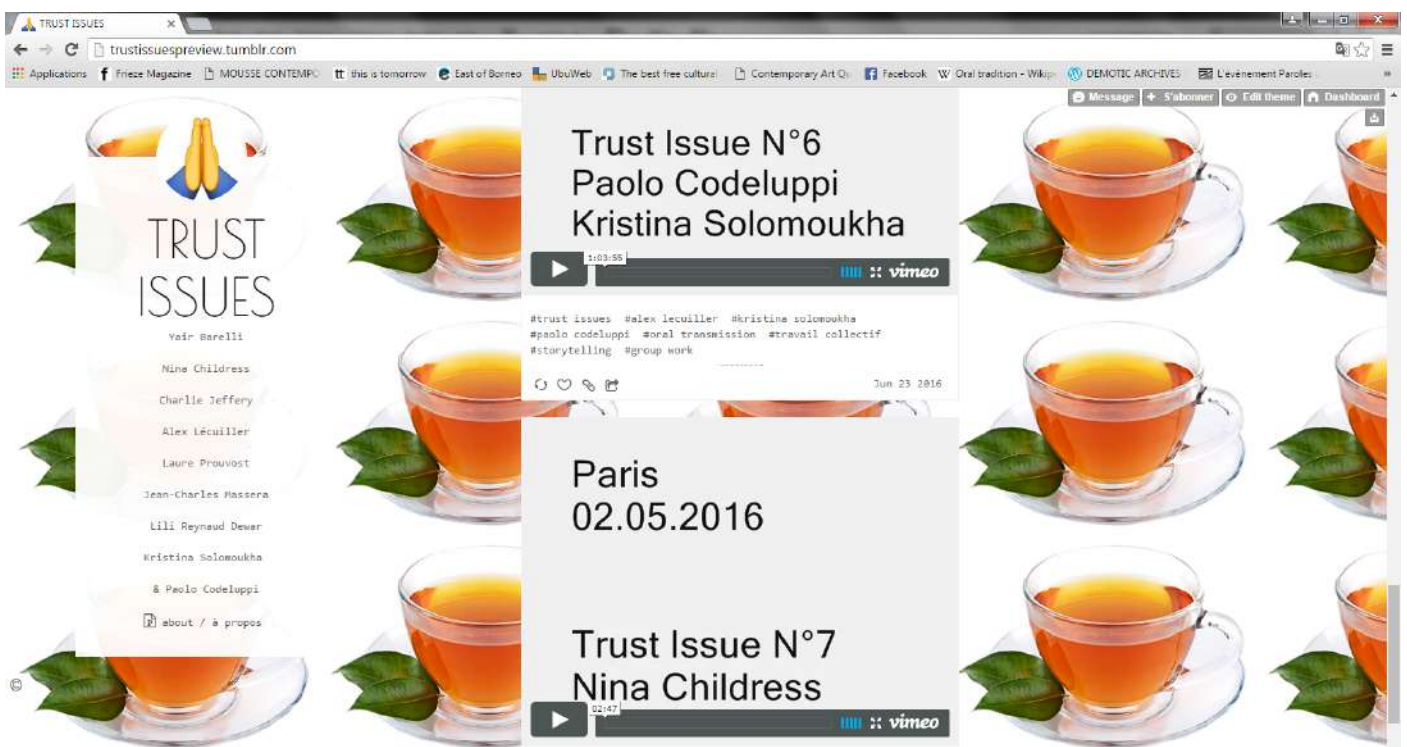 TRUST ISSUES
trustissuespreview.tumblr.com
Applications Frieze Magazine MOUSSE CONTEMPO this is tomorrow East of Borneo UbuWeb The best free cultural Contemporary Art Facebook Oral tradition - Wikip DEMOTIC ARCHIVES L'évènement Paroles
Message S'abonner Edit theme Dashboard
TRUST
ISSUES
Yair Barelli
Nina Childress
Charlie Jeffery
Alex Lécuiller
Laure Prouvost
Jean-Charles Massera
Lili Reynaud Dewar
Kristina Solomoukha
& Paolo Codeluppi
about / à propos
©
Trust Issue N°6
Paolo Codeluppi
Kristina Solomoukha
1:03:55
vimeo
#trust issues #alex lecuiller #kristina solomoukha
#paolo codeluppi #oral transmission #travail collectif
#storytelling #group work
Jun 23 2016
Paris
02.05.2016
Trust Issue N°7
Nina Childress
02:47
vimeo